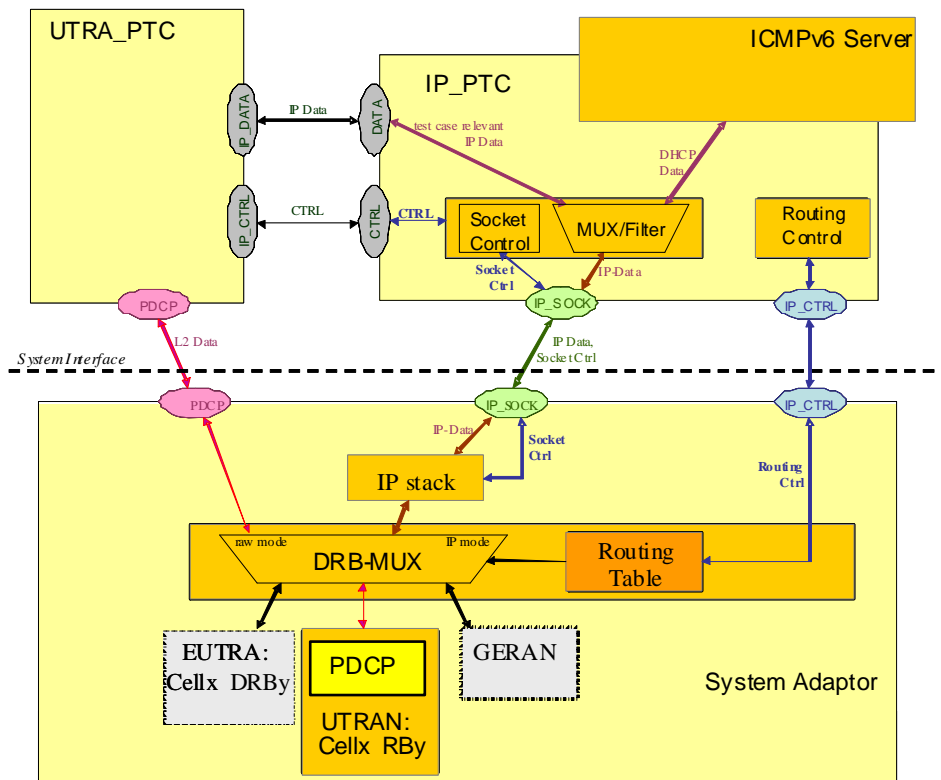 UTRA_PTC
ICMPv6 Server
IP_PTC
IP_DATA
IP Data
DATA
test case relevant
IP Data
DHCP
Data
IP_CTRL
CTRL
CTRL
CTRL
Socket
Control
MUX/Filter
Routing
Control
Socket
Ctrl
IP-Data
PDCP
IP_SOCK
IP_CTRL
L2 Data
IP Data,
Socket Ctrl
System Interface
PDCP
IP_SOCK
IP_CTRL
IP-Data
Socket
Ctrl
Routing
Ctrl
IP stack
raw mode
IP mode
DRB-MUX
Routing
Table
EUTRA:
Cellx DRBy
PDCP
UTRAN:
Cellx RBy
GERAN
System Adaptor